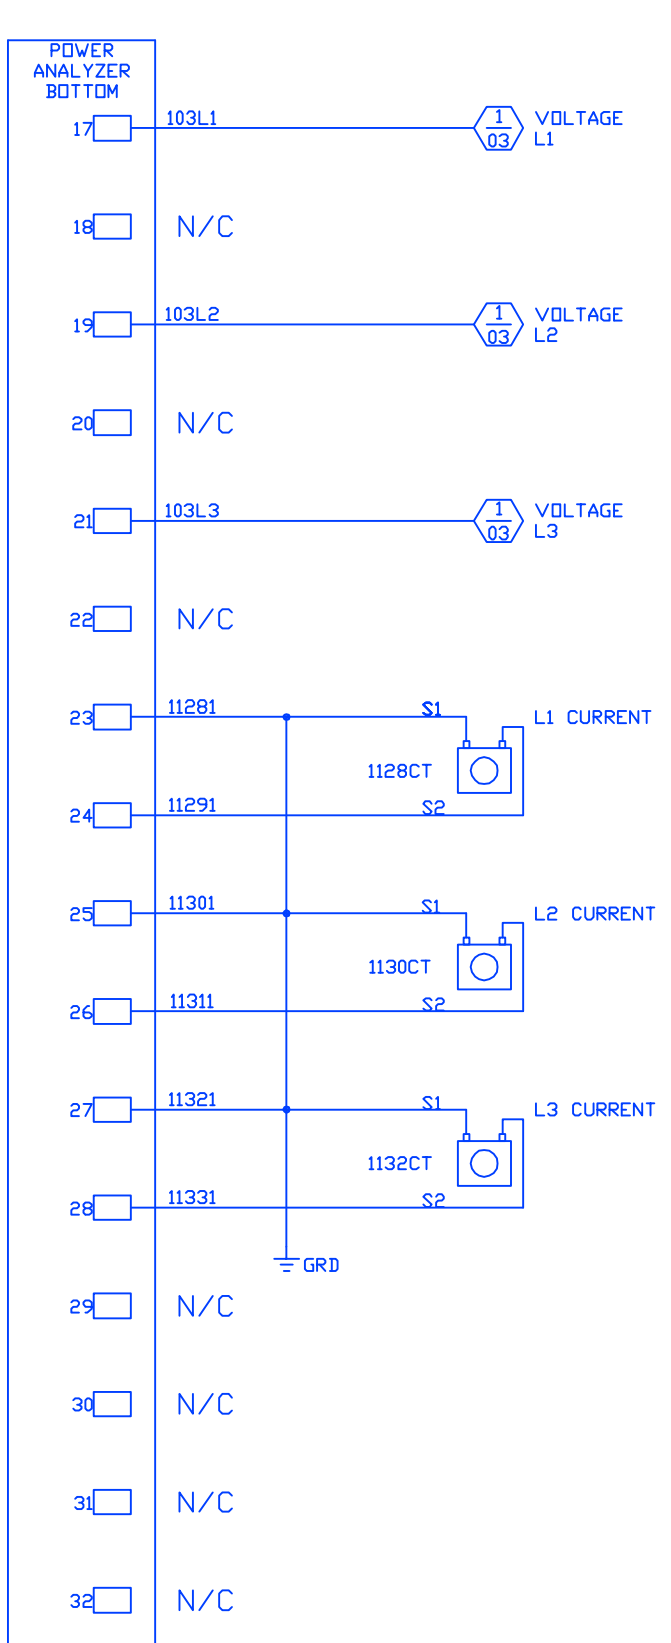 POWER
ANALYZER
BOTTOM
17 103L1 1 VOLTAGE
03 L1
18 N/C
19 103L2 1 VOLTAGE
03 L2
20 N/C
21 103L3 1 VOLTAGE
03 L3
22 N/C
23 11281 S1 L1 CURRENT
1128CT
24 11291 S2
25 11301 S1 L2 CURRENT
1130CT
26 11311 S2
27 11321 S1 L3 CURRENT
1132CT
28 11331 S2
GRD
29 N/C
30 N/C
31 N/C
32 N/C